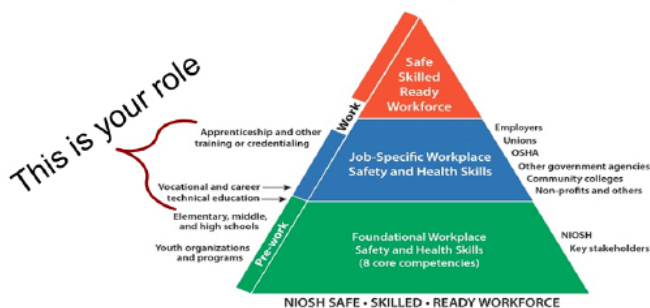 This is your role
Safe
Skilled
Ready
Workforce
Work
Apprenticeship and other
training or credentialing
Job-Specific Workplace
Safety and Health Skills
Employers
Unions
OSHA
Other government agencies
Community colleges
Non-profits and others
Vocational and career
technical education
Elementary, middle,
and high schools
Youth organizations
and programs
Pre-work
Foundational Workplace
Safety and Health Skills
(8 core competencies)
NIOSH
Key stakeholders
NIOSH SAFE • SKILLED • READY WORKFORCE